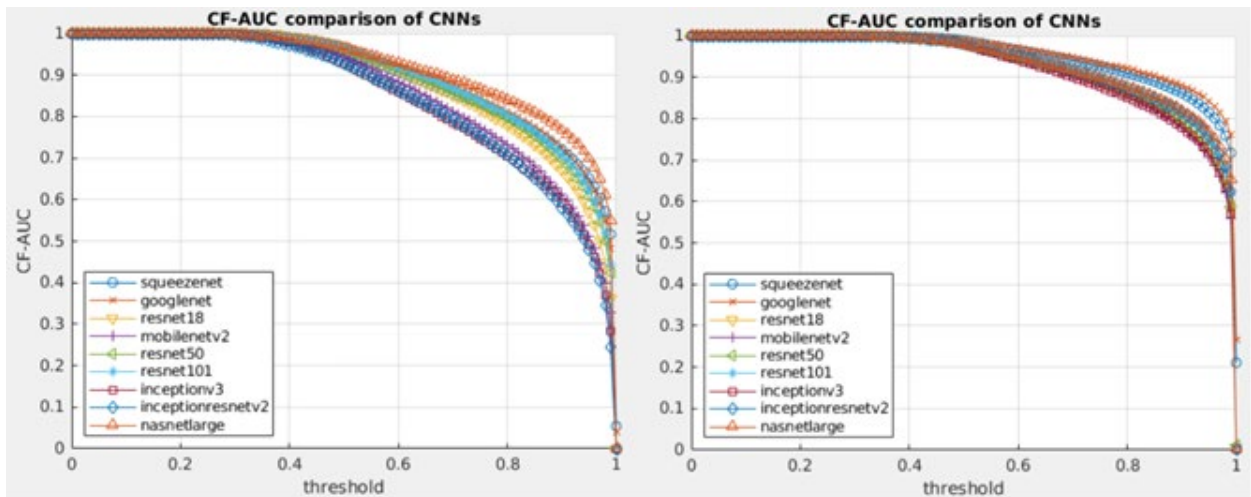 CF-AUC comparison of CNNs
1
0.9
0.8
0.7
0.6
0.5
0.4
0.3
0.2
0.1
0
CF-AUC
squeezenet
googlenet
resnet18
mobilenetv2
resnet50
resnet101
inceptionv3
inceptionresnetv2
nasnetlarge
0 0.2 0.4 0.6 0.8 1
threshold
CF-AUC comparison of CNNs
1
0.9
0.8
0.7
0.6
0.5
0.4
0.3
0.2
0.1
0
CF-AUC
squeezenet
googlenet
resnet18
mobilenetv2
resnet50
resnet101
inceptionv3
inceptionresnetv2
nasnetlarge
0 0.2 0.4 0.6 0.8 1
threshold